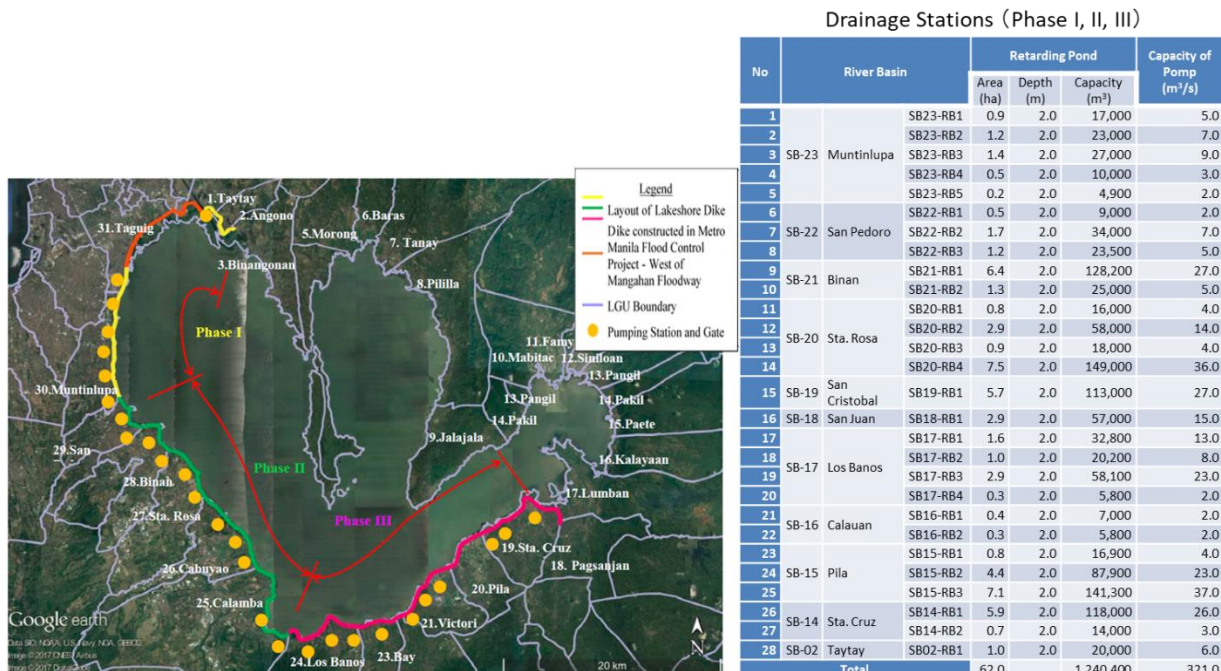 Drainage Stations (Phase I, II, III)
No River Basin Retarding Pond Capacity of Pomp (m³/s)
Area (ha) Depth (m) Capacity (m³)
1 SB-23 Muntinlupa SB23-RB1 0.9 2.0 17,000 5.0
2 SB23-RB2 1.2 2.0 23,000 7.0
3 SB23-RB3 1.4 2.0 27,000 9.0
4 SB23-RB4 0.5 2.0 10,000 3.0
5 SB23-RB5 0.2 2.0 4,900 2.0
6 SB-22 San Pedoro SB22-RB1 0.5 2.0 9,000 2.0
7 SB22-RB2 1.7 2.0 34,000 7.0
8 SB22-RB3 1.2 2.0 23,500 5.0
9 SB-21 Binan SB21-RB1 6.4 2.0 128,200 27.0
10 SB21-RB2 1.3 2.0 25,000 5.0
11 SB-20 Sta. Rosa SB20-RB1 0.8 2.0 16,000 4.0
12 SB20-RB2 2.9 2.0 58,000 14.0
13 SB20-RB3 0.9 2.0 18,000 4.0
14 SB20-RB4 7.5 2.0 149,000 36.0
15 SB-19 San Cristobal SB19-RB1 5.7 2.0 113,000 27.0
16 SB-18 San Juan SB18-RB1 2.9 2.0 57,000 15.0
17 SB-17 Los Banos SB17-RB1 1.6 2.0 32,800 13.0
18 SB17-RB2 1.0 2.0 20,200 8.0
19 SB17-RB3 2.9 2.0 58,100 23.0
20 SB17-RB4 0.3 2.0 5,800 2.0
21 SB-16 Calauan SB16-RB1 0.4 2.0 7,000 2.0
22 SB16-RB2 0.3 2.0 5,800 2.0
23 SB-15 Pila SB15-RB1 0.8 2.0 16,900 4.0
24 SB15-RB2 4.4 2.0 87,900 23.0
25 SB15-RB3 7.1 2.0 141,300 37.0
26 SB-14 Sta. Cruz SB14-RB1 5.9 2.0 118,000 26.0
27 SB14-RB2 0.7 2.0 14,000 3.0
28 SB-02 Taytay SB02-RB1 1.0 2.0 20,000 6.0
Total 62.0 1,240,400
Legend
Layout of Lakeshore Dike
Dike constructed in Metro
Manila Flood Control
Project - West of
Mangahan Floodway
LGU Boundary
Pumping Station and Gate
1.Taytay
2.Angono
31.Taguig
3.Binangonan
5.Morong
6.Baras
7. Tanay
8.Pililla
Phase I
11.Famy
10.Mabitac
12.Siniloan
13.Pangil
13.Pangil
14.Pakil
14.Pakil
15.Paete
30.Muntinlupa
9.Jalajala
16.Kalayaan
29.San
Phase II
28.Binan
17.Lumban
27.Sta. Rosa
Phase III
19.Sta. Cruz
18. Pagsanjan
26.Cabuyao
20.Pila
25.Calamba
21.Victori
24.Los Banos
23.Bay
Google earth
Data SIO, NOAA, U.S. Navy, NGA, GEBCO
Image © 2017 CNES / Airbus
Image © 2017 DigitalGlobe
N
20 km